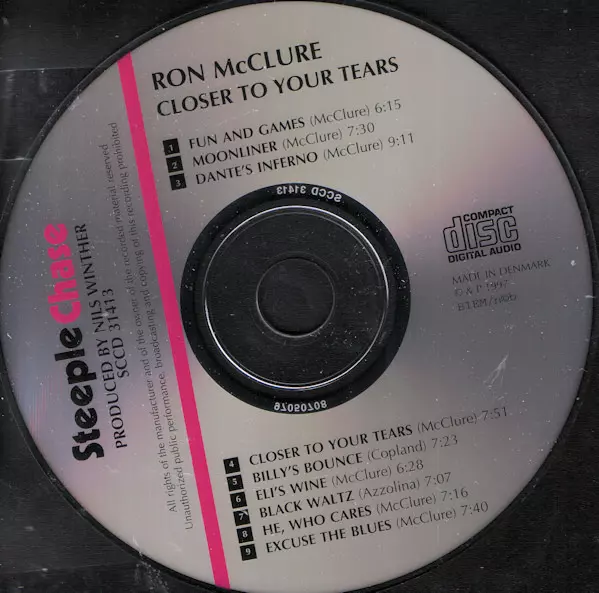 RON McCLURE
CLOSER TO YOUR TEARS
1 FUN AND GAMES (McClure) 6:15
2 MOONLINER (McClure) 7:30
3 DANTE'S INFERNO (McClure) 9:11
SCCD 31413
COMPACT
disc
DIGITAL AUDIO
MADE IN DENMARK
© & P 1997
BIEM/n©b
SteepleChase
PRODUCED BY NILS WINTHER
SCCD 31413
All rights of the manufacturer and of the owner of the recorded material reserved
Unauthorized public performance, broadcasting and copying of this recording prohibited
80705079
4 CLOSER TO YOUR TEARS (McClure) 7:51
5 BILLY'S BOUNCE (Copland) 7:23
6 ELI'S WINE (McClure) 6:28
7 BLACK WALTZ (Azzolina) 7:07
8 HE, WHO CARES (McClure) 7:16
9 EXCUSE THE BLUES (McClure) 7:40